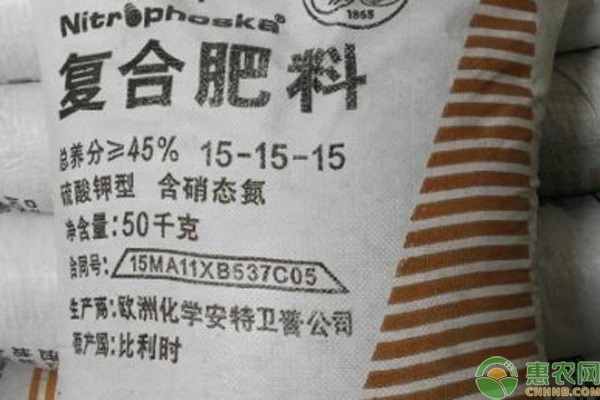 Nitrophoska®
1865
复合肥料
总养分≥45% 15-15-15
硫酸钾型 含硝态氮
净含量:50千克
合同号: 15MA11XB537C05
生产商:欧洲化学安特卫普公司
原产国:比利时
惠农网
CNHNB.COM